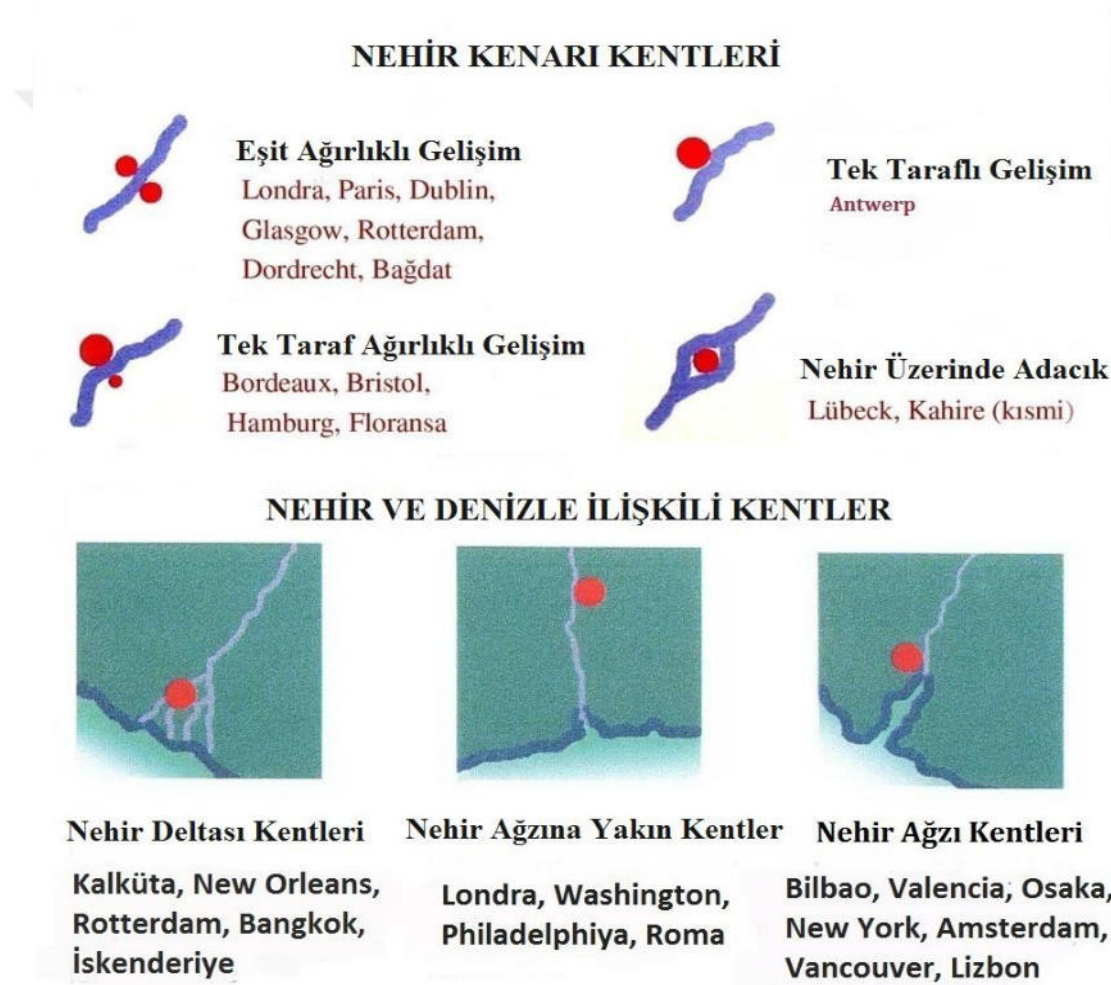 NEHİR KENARI KENTLERİ
Eşit Ağırlıklı Gelişim
Londra, Paris, Dublin,
Glasgow, Rotterdam,
Dordrecht, Bağdat
Tek Taraflı Gelişim
Antwerp
Tek Taraf Ağırlıklı Gelişim
Bordeaux, Bristol,
Hamburg, Floransa
Nehir Üzerinde Adacık
Lübeck, Kahire (kısmi)
NEHİR VE DENİZLE İLİŞKİLİ KENTLER
Nehir Deltası Kentleri
Kalküta, New Orleans,
Rotterdam, Bangkok,
İskenderiye
Nehir Ağzına Yakın Kentler
Londra, Washington,
Philadelphiya, Roma
Nehir Ağzı Kentleri
Bilbao, Valencia, Osaka,
New York, Amsterdam,
Vancouver, Lizbon